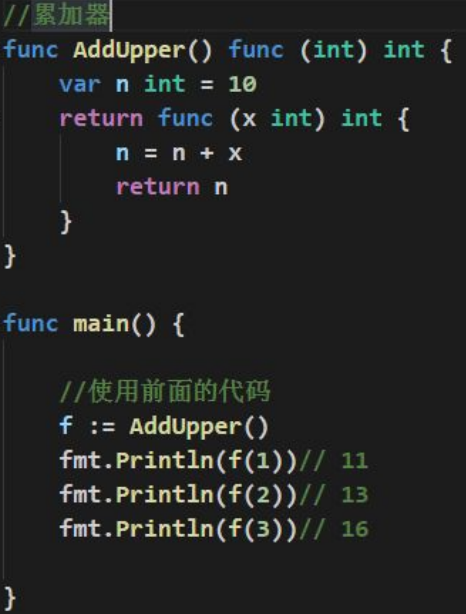 //累加器
func AddUpper() func (int) int {
    var n int = 10
    return func (x int) int {
        n = n + x
        return n
    }
}
func main() {
    //使用前面的代码
    f := AddUpper()
    fmt.Println(f(1))// 11
    fmt.Println(f(2))// 13
    fmt.Println(f(3))// 16
}